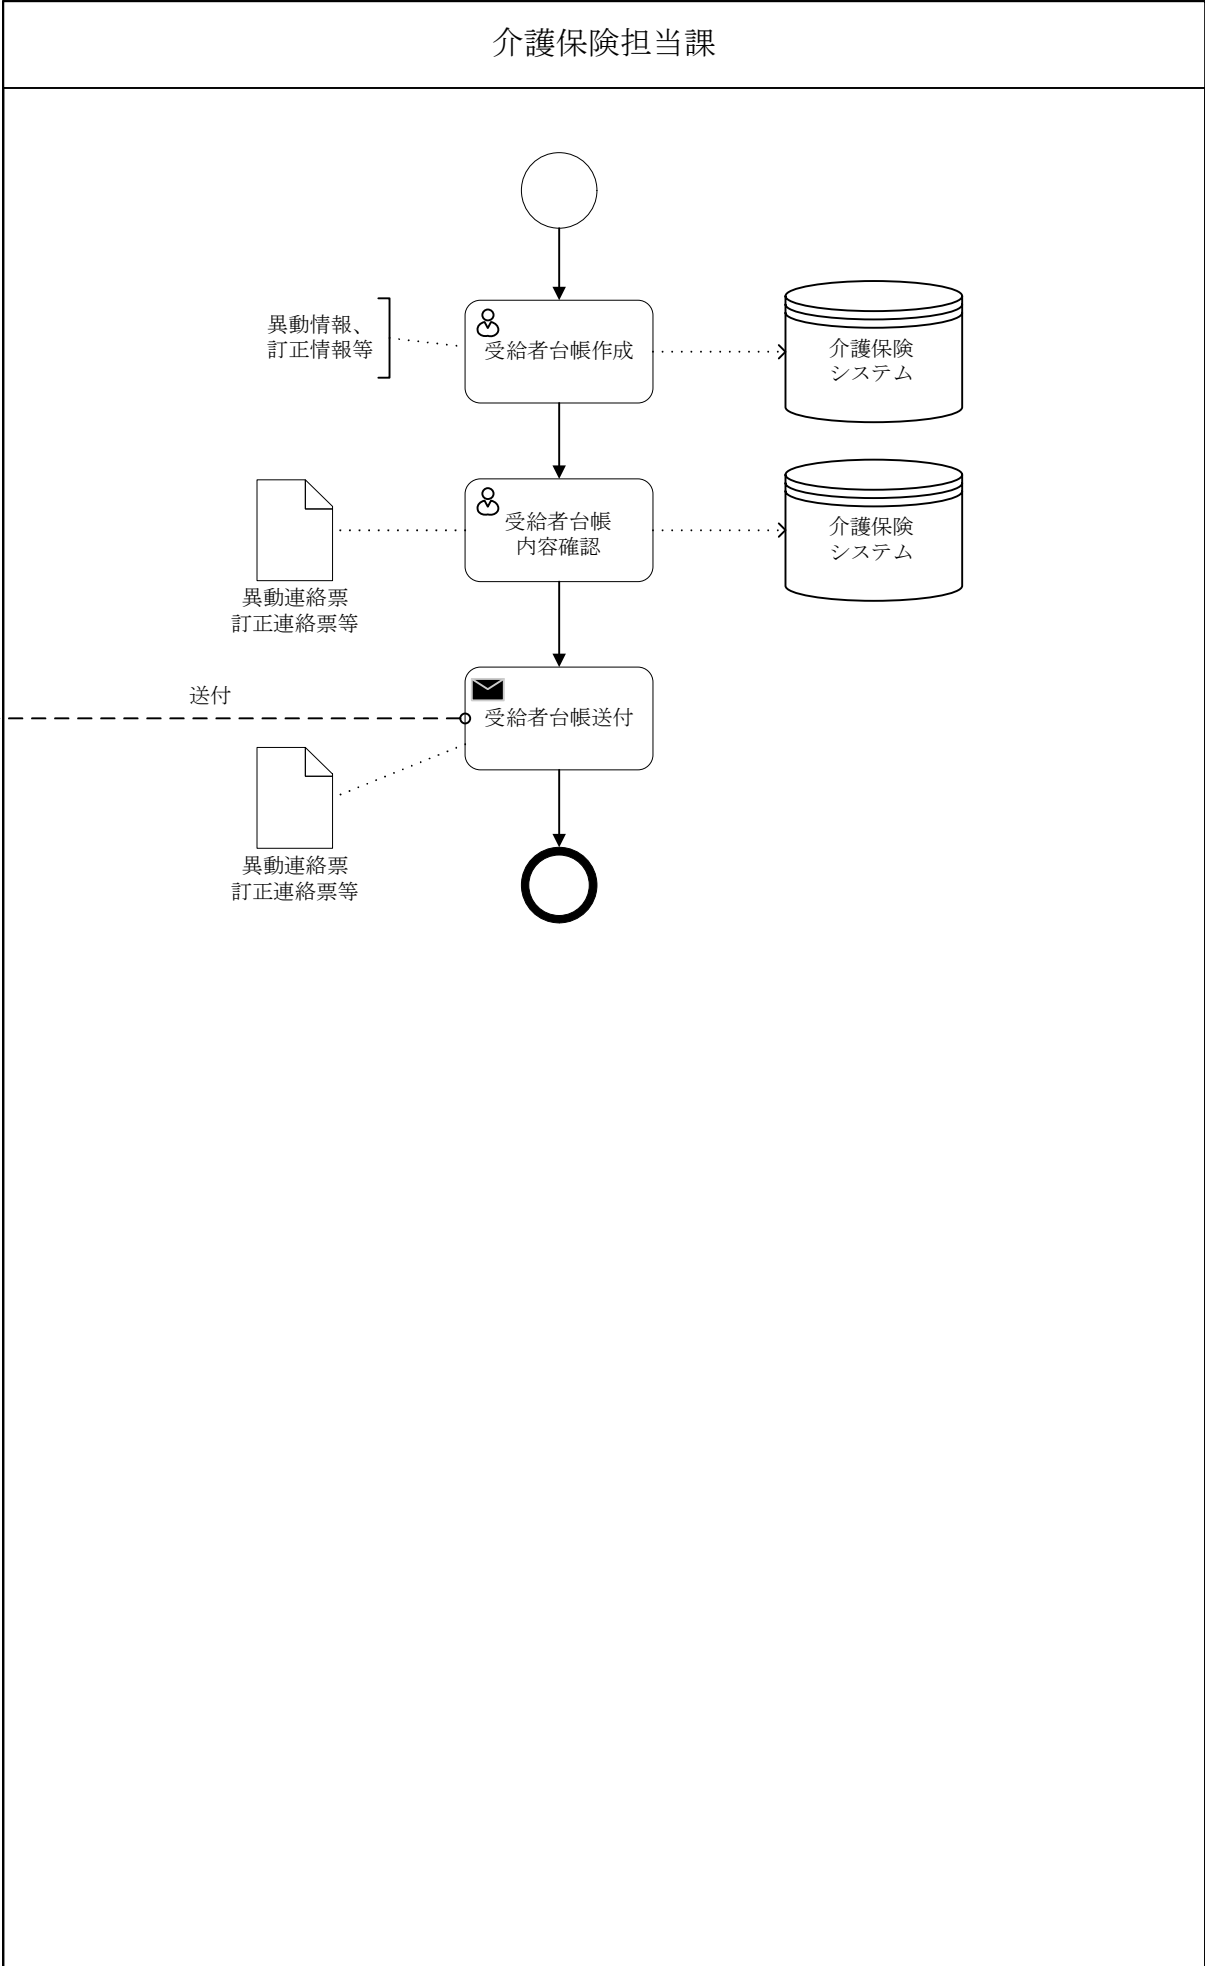 介護保険担当課
異動情報、
訂正情報等
受給者台帳作成
介護保険
システム
受給者台帳
内容確認
介護保険
システム
異動連絡票
訂正連絡票等
送付
受給者台帳送付
異動連絡票
訂正連絡票等